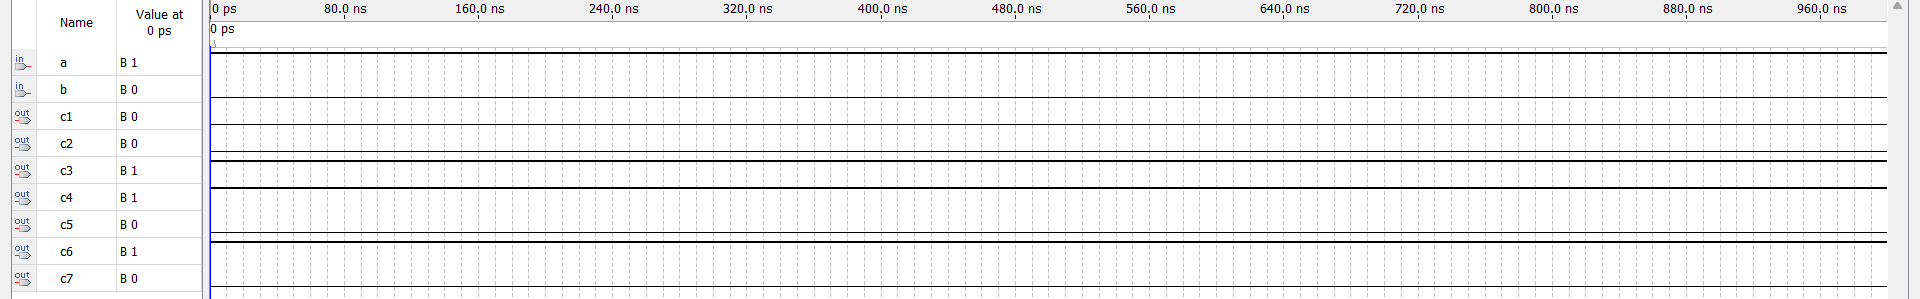 Name
Value at
0 ps
0 ps 80.0 ns 160.0 ns 240.0 ns 320.0 ns 400.0 ns 480.0 ns 560.0 ns 640.0 ns 720.0 ns 800.0 ns 880.0 ns 960.0 ns
0 ps
in a B 1
in b B 0
out c1 B 0
out c2 B 0
out c3 B 1
out c4 B 1
out c5 B 0
out c6 B 1
out c7 B 0